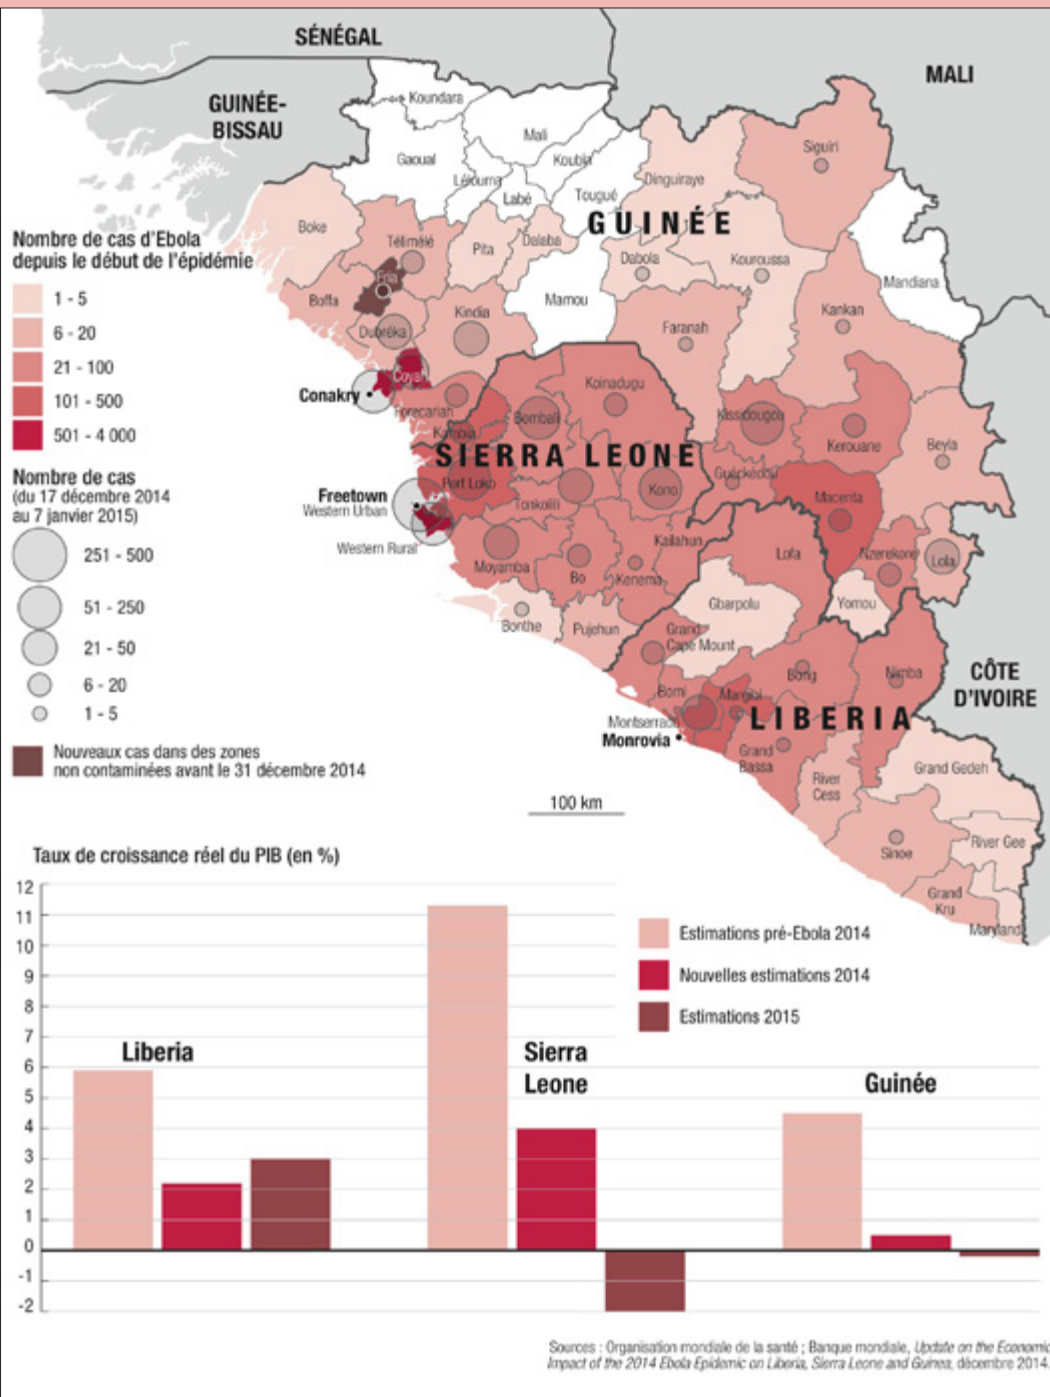 SÉNÉGAL
MALI
GUINÉE-
BISSAU
Koundara
Mali
Gaoual
Koubia
Lélouma
Labé
Tougué
Dinguiraye
Siguiri
GUINÉE
Boke
Télimélé
Pita
Dalaba
Dabola
Kouroussa
Mandiana
Fria
Boffa
Mamou
Kindia
Dubréka
Faranah
Kankan
Coyah
Conakry
Forecariah
Koinadugu
Kambia
Bombali
Kissidougou
Kerouane
Beyla
SIERRA LEONE
Port Loko
Kono
Guéckédou
Macenta
Freetown
Western Urban
Tonkolili
Western Rural
Kailahun
Lofa
Nzerekore
Lola
Moyamba
Bo
Kenema
Gbarpolu
Yomou
Bonthe
Pujehun
Grand
Cape Mount
Bong
Nimba
CÔTE
D'IVOIRE
Bomi
Margibi
Montserrado
LIBERIA
Monrovia
Grand
Bassa
River
Cess
Grand Gedeh
River Gee
Sinoe
Grand
Kru
Maryland
Nombre de cas d'Ebola
depuis le début de l'épidémie
1 - 5
6 - 20
21 - 100
101 - 500
501 - 4 000
Nombre de cas
(du 17 décembre 2014
au 7 janvier 2015)
251 - 500
51 - 250
21 - 50
6 - 20
1 - 5
Nouveaux cas dans des zones
non contaminées avant le 31 décembre 2014
100 km
Taux de croissance réel du PIB (en %)
12
11
10
9
8
7
6
5
4
3
2
1
0
-1
-2
Liberia
Sierra
Leone
Guinée
Estimations pré-Ebola 2014
Nouvelles estimations 2014
Estimations 2015
Sources : Organisation mondiale de la santé ; Banque mondiale, Update on the Economic
Impact of the 2014 Ebola Epidemic on Liberia, Sierra Leone and Guinea, décembre 2014.